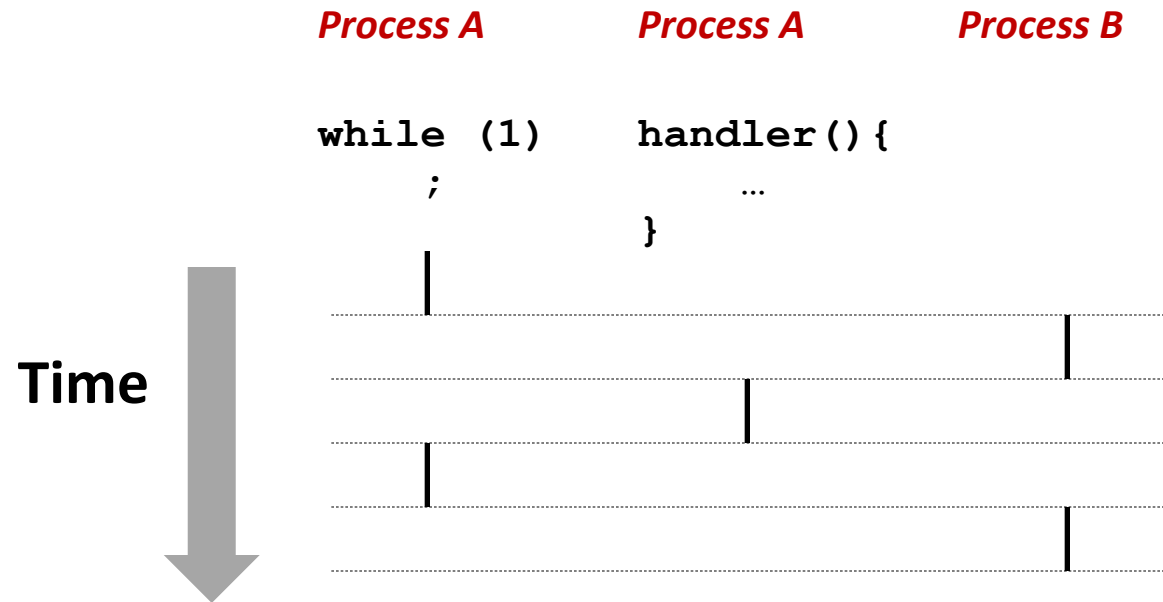 Process A Process A Process B
while (1) handler(){
; …
}
Time